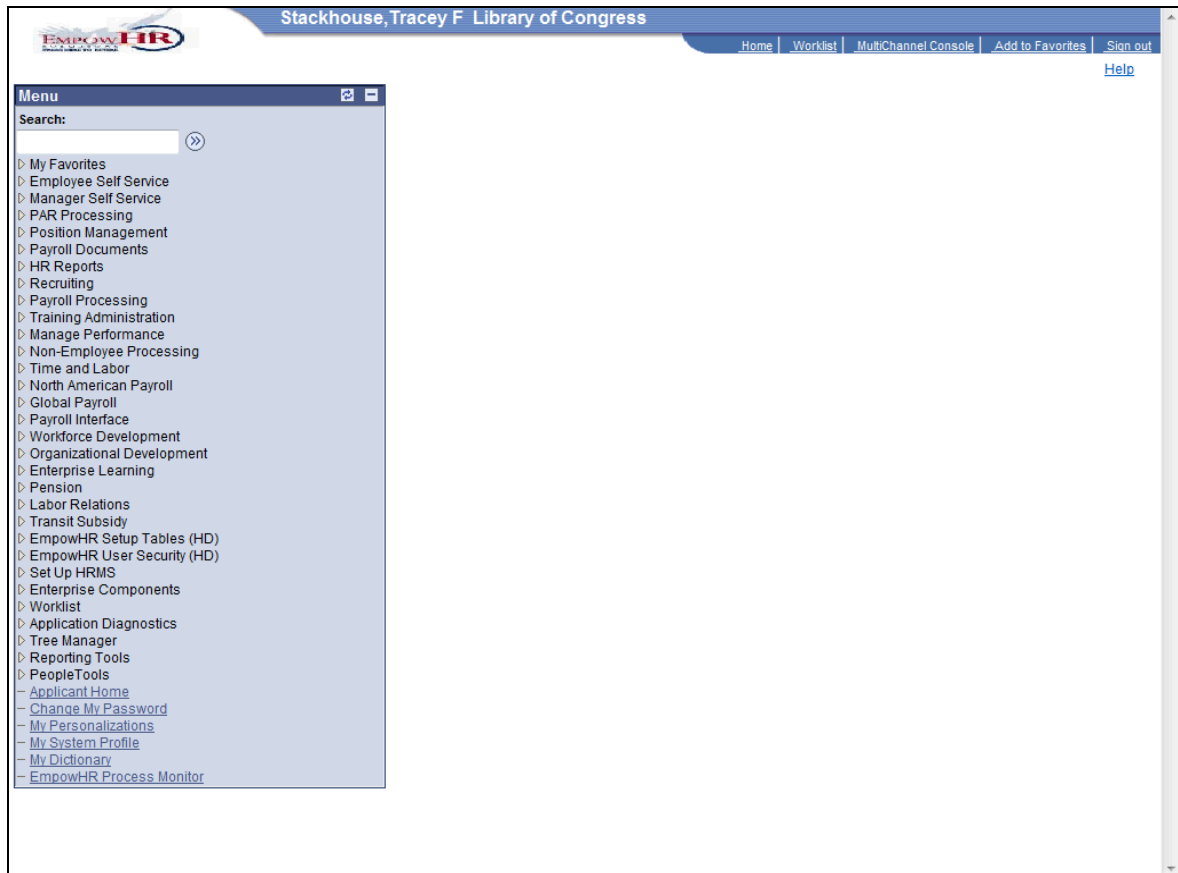 Stackhouse,Tracey F Library of Congress
EMPOWHR
Home Worklist MultiChannel Console Add to Favorites Sign out
Help
Menu
Search:
My Favorites
Employee Self Service
Manager Self Service
PAR Processing
Position Management
Payroll Documents
HR Reports
Recruiting
Payroll Processing
Training Administration
Manage Performance
Non-Employee Processing
Time and Labor
North American Payroll
Global Payroll
Payroll Interface
Workforce Development
Organizational Development
Enterprise Learning
Pension
Labor Relations
Transit Subsidy
EmpowHR Setup Tables (HD)
EmpowHR User Security (HD)
Set Up HRMS
Enterprise Components
Worklist
Application Diagnostics
Tree Manager
Reporting Tools
PeopleTools
Applicant Home
Change My Password
My Personalizations
My System Profile
My Dictionary
EmpowHR Process Monitor